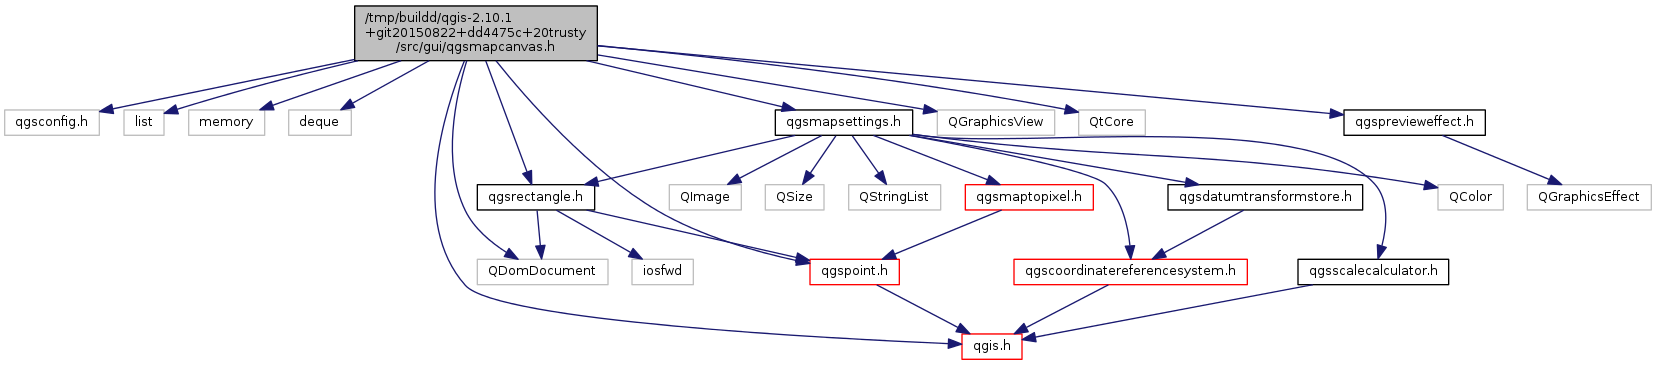 /tmp/buildd/qgis-2.10.1
+git20150822+dd4475c+20trusty
/src/gui/qgsmapcanvas.h
qgsconfig.h
list
memory
deque
qgsmapsettings.h
QGraphicsView
QtCore
qgsprevieweffect.h
qgsrectangle.h
QImage
QSize
QStringList
qgsmaptopixel.h
qgsdatumtransformstore.h
QColor
QGraphicsEffect
QDomDocument
iosfwd
qgspoint.h
qgscoordinatereferencesystem.h
qgsscalecalculator.h
qgis.h